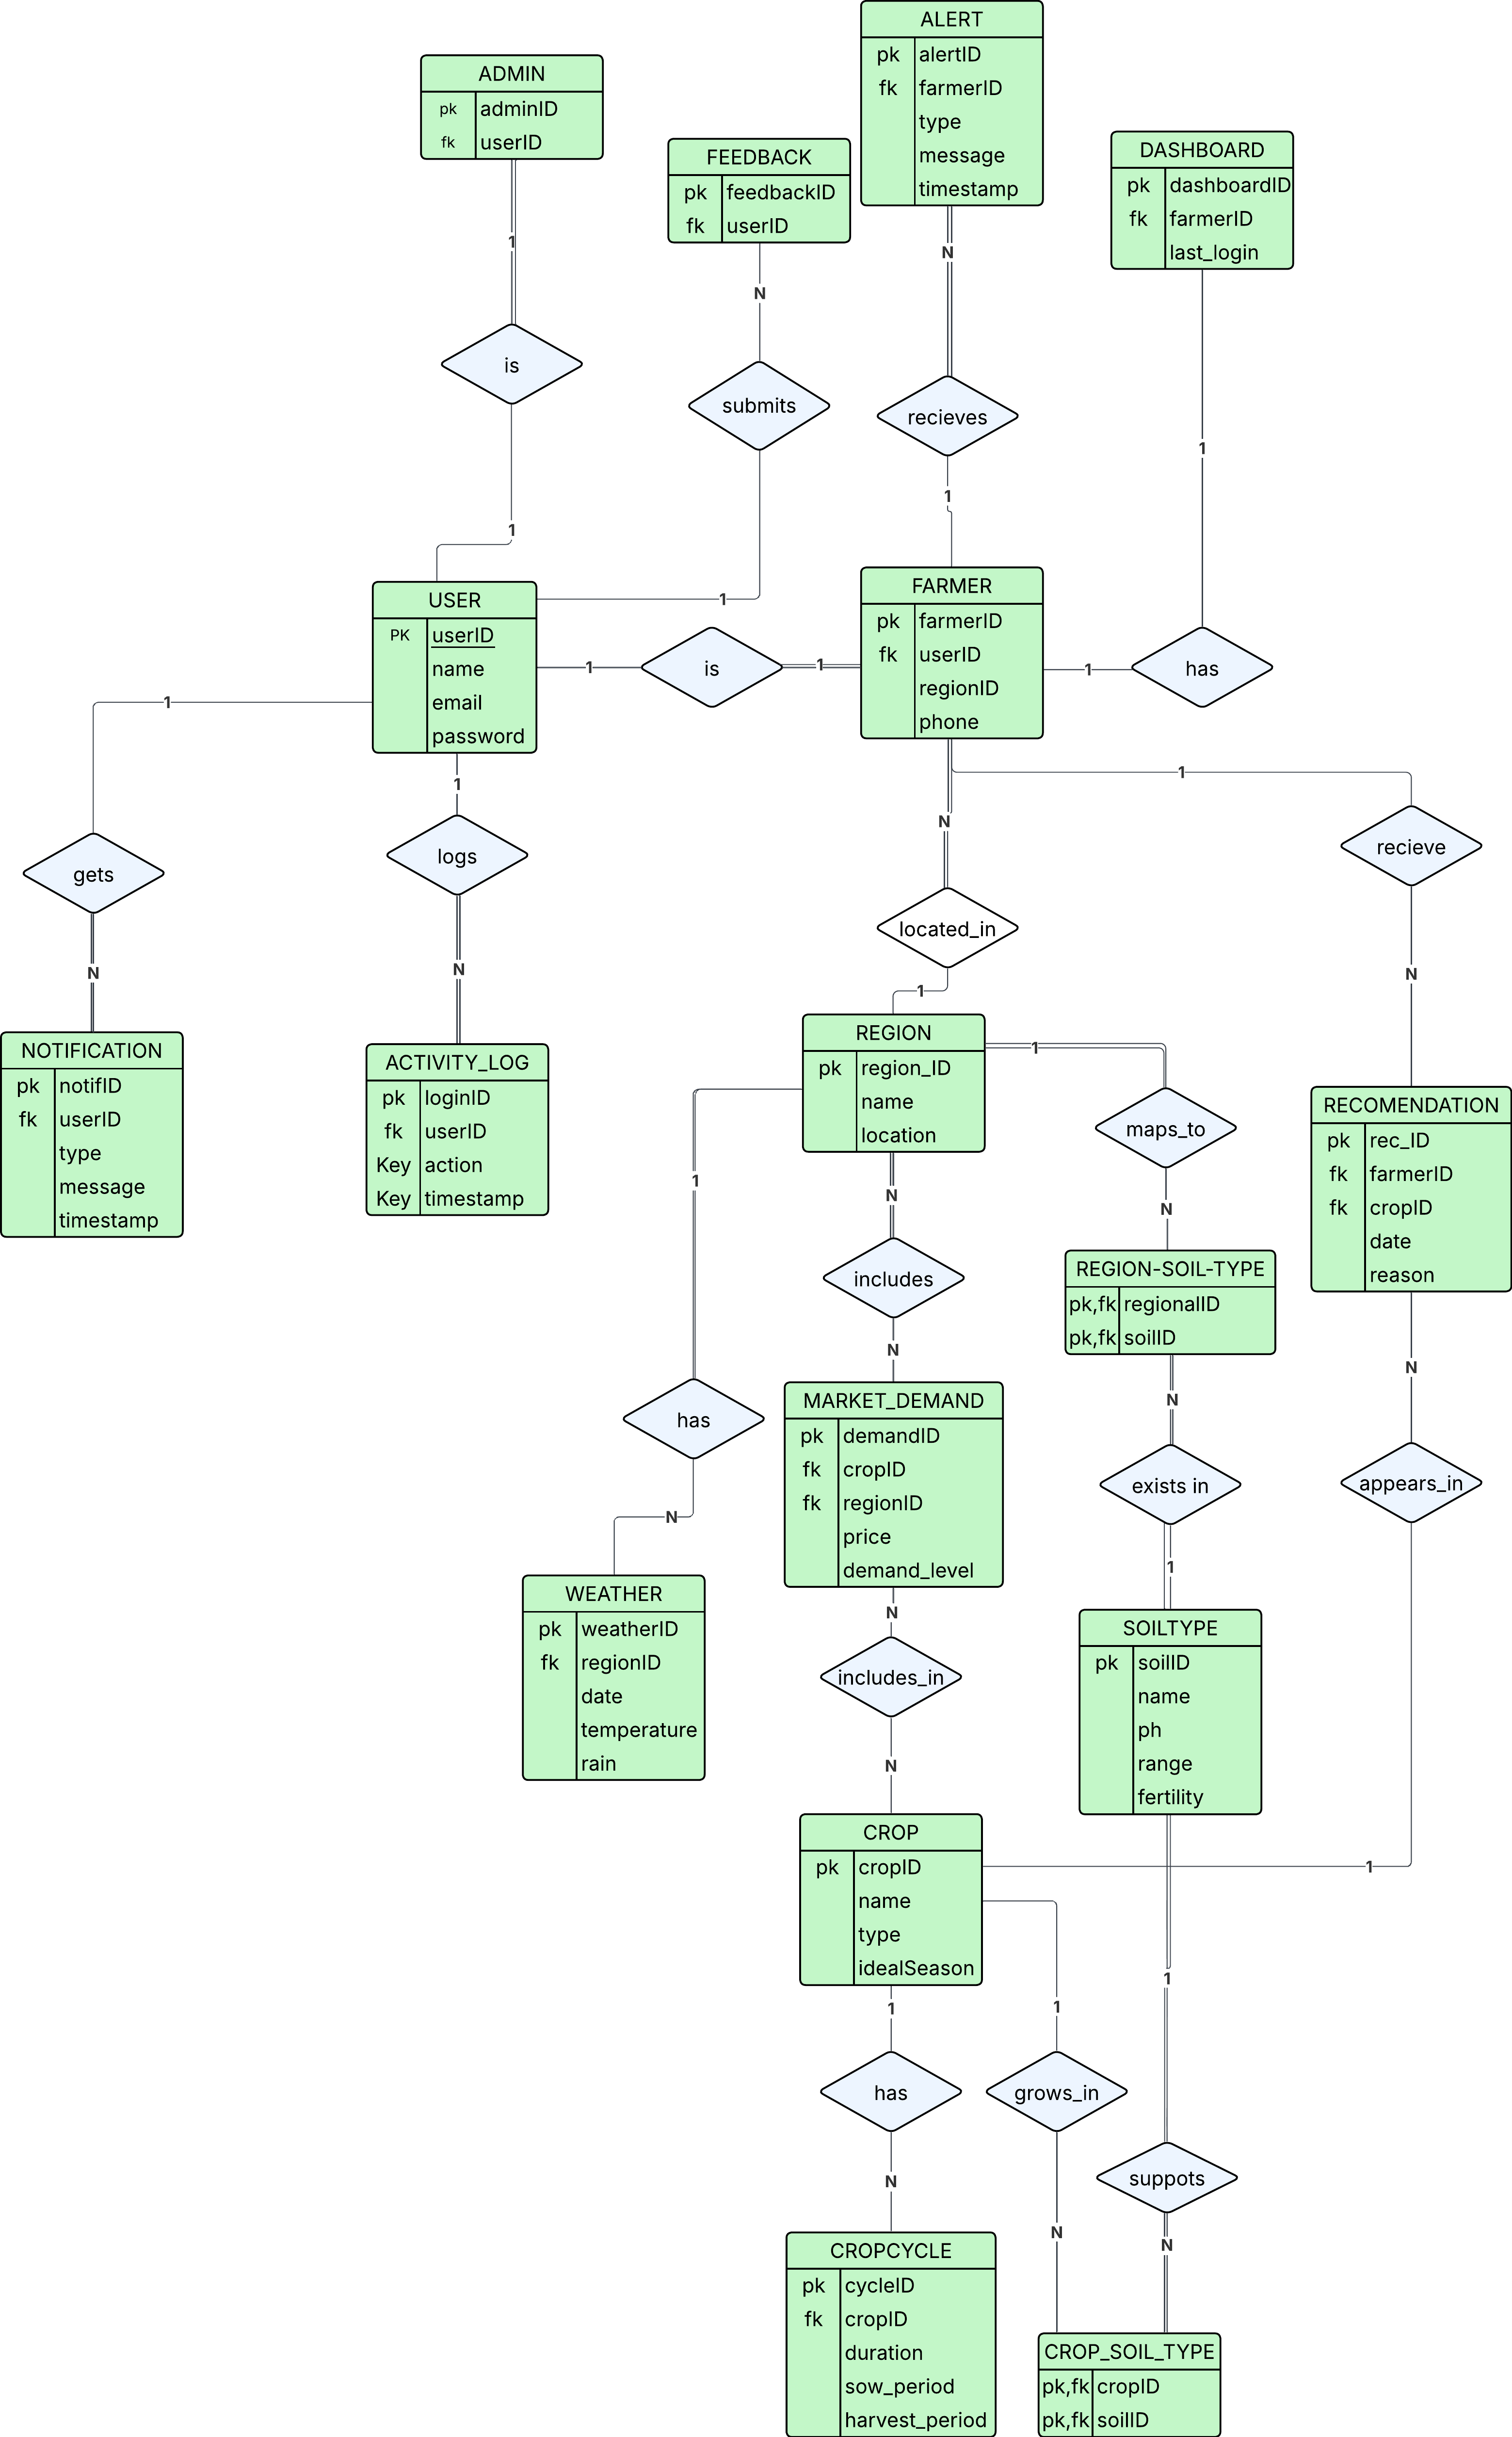 ALERT
pk alertID
fk farmerID
type
message
timestamp
ADMIN
pk adminID
fk userID
FEEDBACK
pk feedbackID
fk userID
DASHBOARD
pk dashboardID
fk farmerID
last_login
1
N
N
1
is
submits
recieves
1
1
1
USER
PK userID
name
email
password
1
1
is
1
FARMER
pk farmerID
fk userID
regionID
phone
1
has
1
1
1
N
gets
logs
located_in
recieve
N
N
1
N
NOTIFICATION
pk notifID
fk userID
type
message
timestamp
ACTIVITY_LOG
pk loginID
fk userID
Key action
Key timestamp
REGION
pk region_ID
name
location
1
maps_to
N
RECOMENDATION
pk rec_ID
fk farmerID
fk cropID
date
reason
1
N
includes
N
REGION-SOIL-TYPE
pk,fk regionalID
pk,fk soilID
has
N
MARKET_DEMAND
pk demandID
fk cropID
fk regionID
price
demand_level
N
exists in
1
N
appears_in
WEATHER
pk weatherID
fk regionID
date
temperature
rain
N
includes_in
N
SOILTYPE
pk soilID
name
ph
range
fertility
CROP
pk cropID
name
type
idealSeason
1
1
1
1
has
grows_in
suppots
N
N
N
CROPCYCLE
pk cycleID
fk cropID
duration
sow_period
harvest_period
CROP_SOIL_TYPE
pk,fk cropID
pk,fk soilID